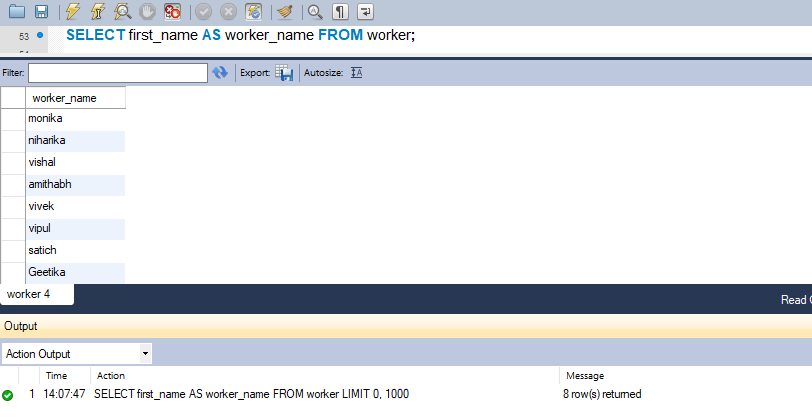 53 SELECT first_name AS worker_name FROM worker;
Filter: Export: Autosize:
worker_name
monika
niharika
vishal
amithabh
vivek
vipul
satich
Geetika
worker 4
Read
Output
Action Output
Time Action Message
1 14:07:47 SELECT first_name AS worker_name FROM worker LIMIT 0, 1000 8 row(s) returned